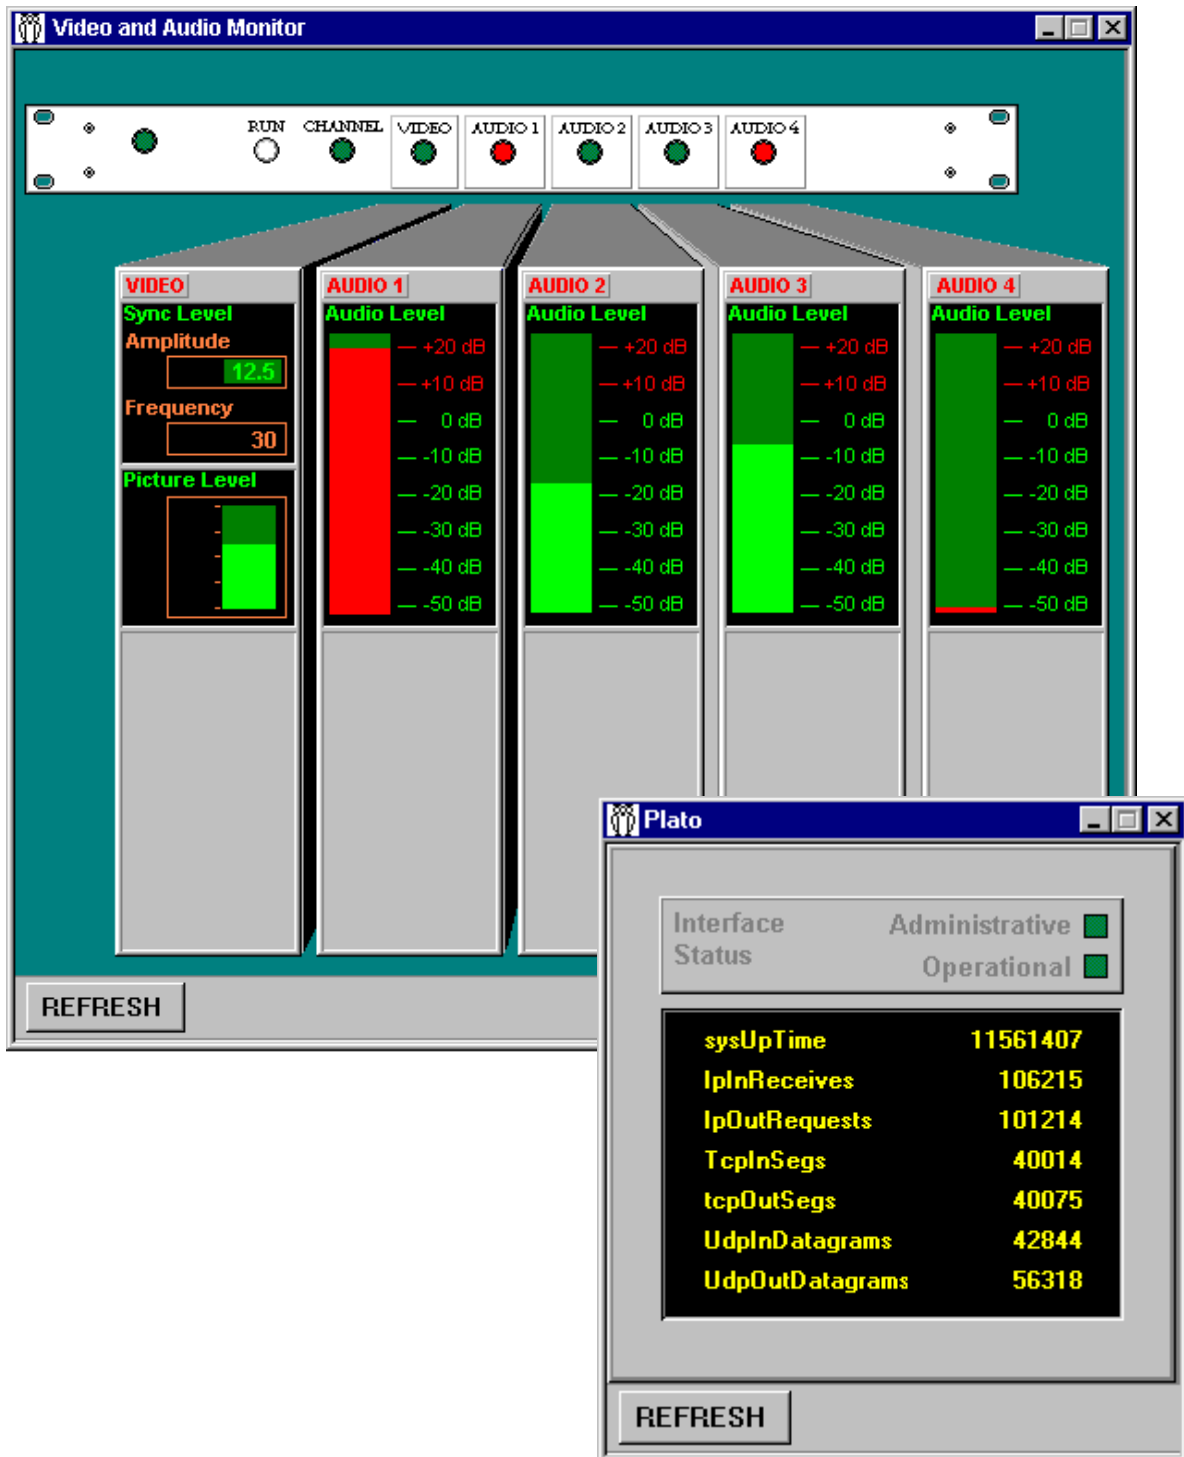 Video and Audio Monitor
RUN CHANNEL VIDEO AUDIO 1 AUDIO 2 AUDIO 3 AUDIO 4
VIDEO
Sync Level
Amplitude
12.5
Frequency
30
Picture Level
AUDIO 1
Audio Level
+20 dB
+10 dB
0 dB
-10 dB
-20 dB
-30 dB
-40 dB
-50 dB
AUDIO 2
Audio Level
+20 dB
+10 dB
0 dB
-10 dB
-20 dB
-30 dB
-40 dB
-50 dB
AUDIO 3
Audio Level
+20 dB
+10 dB
0 dB
-10 dB
-20 dB
-30 dB
-40 dB
-50 dB
AUDIO 4
Audio Level
+20 dB
+10 dB
0 dB
-10 dB
-20 dB
-30 dB
-40 dB
-50 dB
REFRESH
Plato
Interface Status
Administrative
Operational
sysUpTime 11561407
IpInReceives 106215
IpOutRequests 101214
TcpInSegs 40014
tcpOutSegs 40075
UdpInDatagrams 42844
UdpOutDatagrams 56318
REFRESH